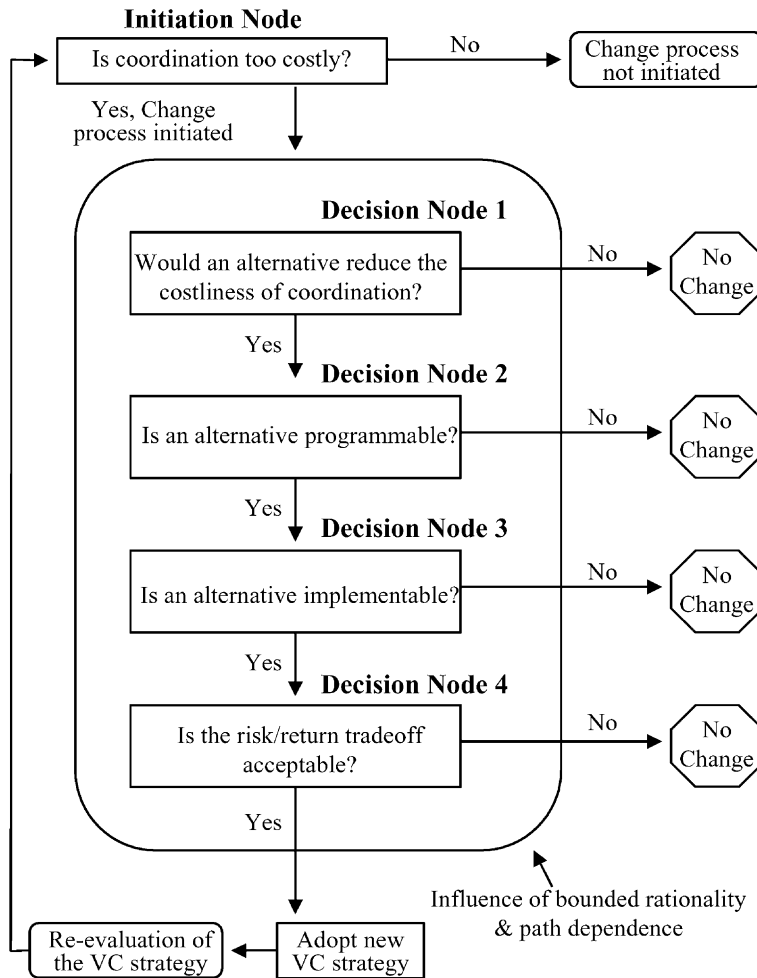 Initiation Node
Is coordination too costly?
No
Change process
not initiated
Yes, Change
process initiated
Decision Node 1
Would an alternative reduce the
costliness of coordination?
No
No
Change
Yes
Decision Node 2
Is an alternative programmable?
No
No
Change
Yes
Decision Node 3
Is an alternative implementable?
No
No
Change
Yes
Decision Node 4
Is the risk/return tradeoff
acceptable?
No
No
Change
Yes
Influence of bounded rationality
& path dependence
Adopt new
VC strategy
Re-evaluation of
the VC strategy